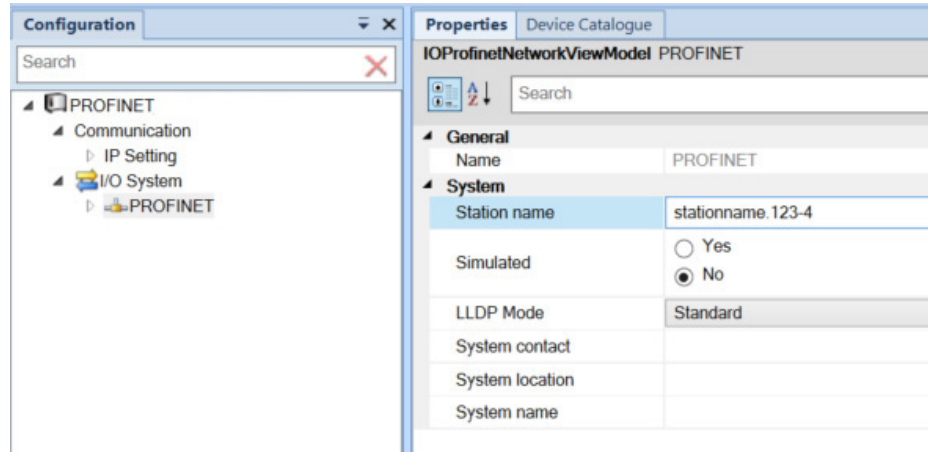 Configuration
Search
PROFINET
Communication
IP Setting
I/O System
PROFINET
Properties Device Catalogue
IOProfinetNetworkViewModel PROFINET
Search
General
Name PROFINET
System
Station name stationname.123-4
Simulated Yes
No
LLDP Mode Standard
System contact
System location
System name